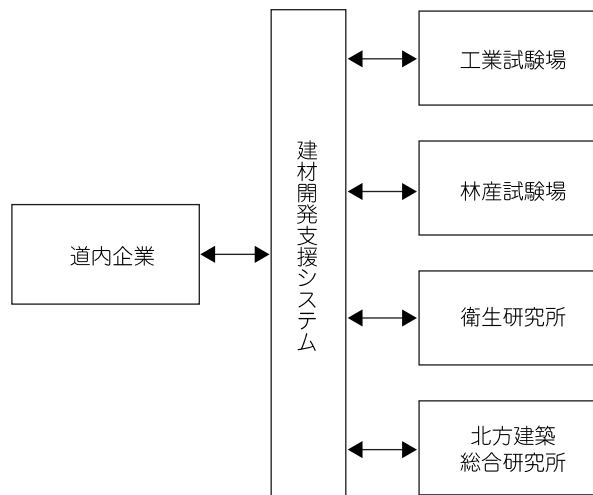 道内企業
建材開発支援システム
工業試験場
林産試験場
衛生研究所
北方建築
総合研究所